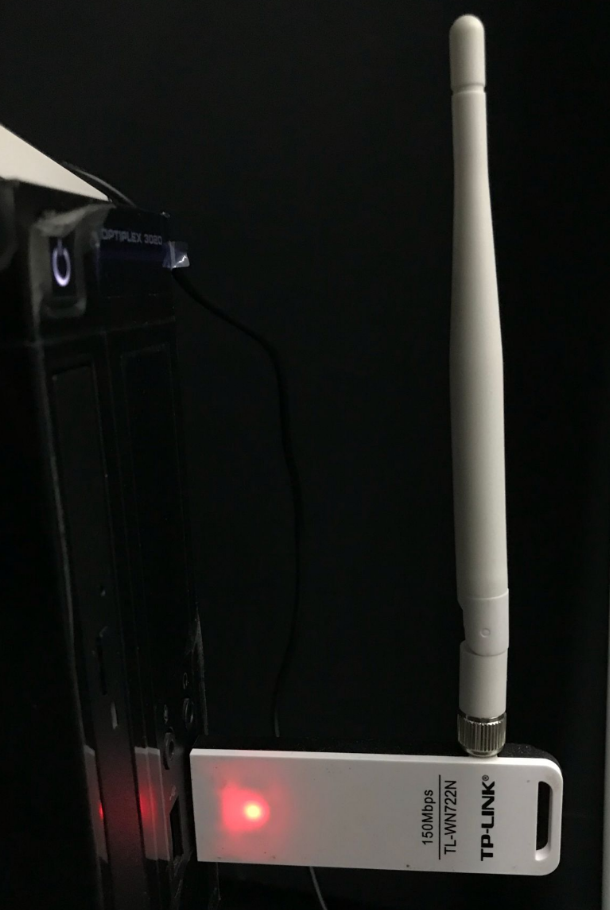 OPTIPLEX 3020
TP-LINK®
TL-WN722N
150Mbps